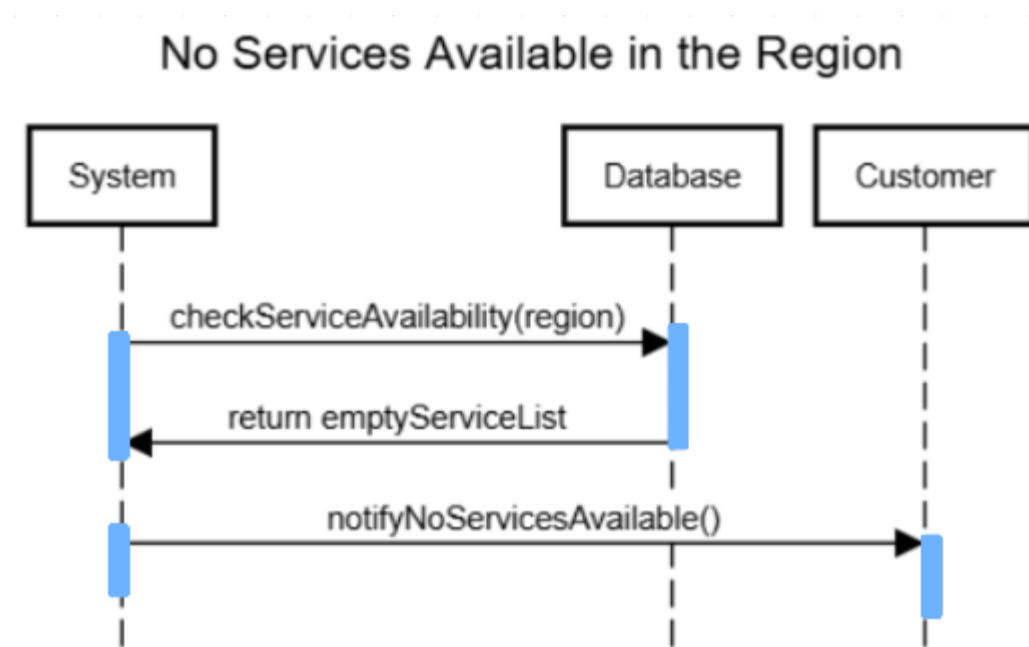 No Services Available in the Region
System
Database
Customer
checkServiceAvailability(region)
return emptyServiceList
notifyNoServicesAvailable()